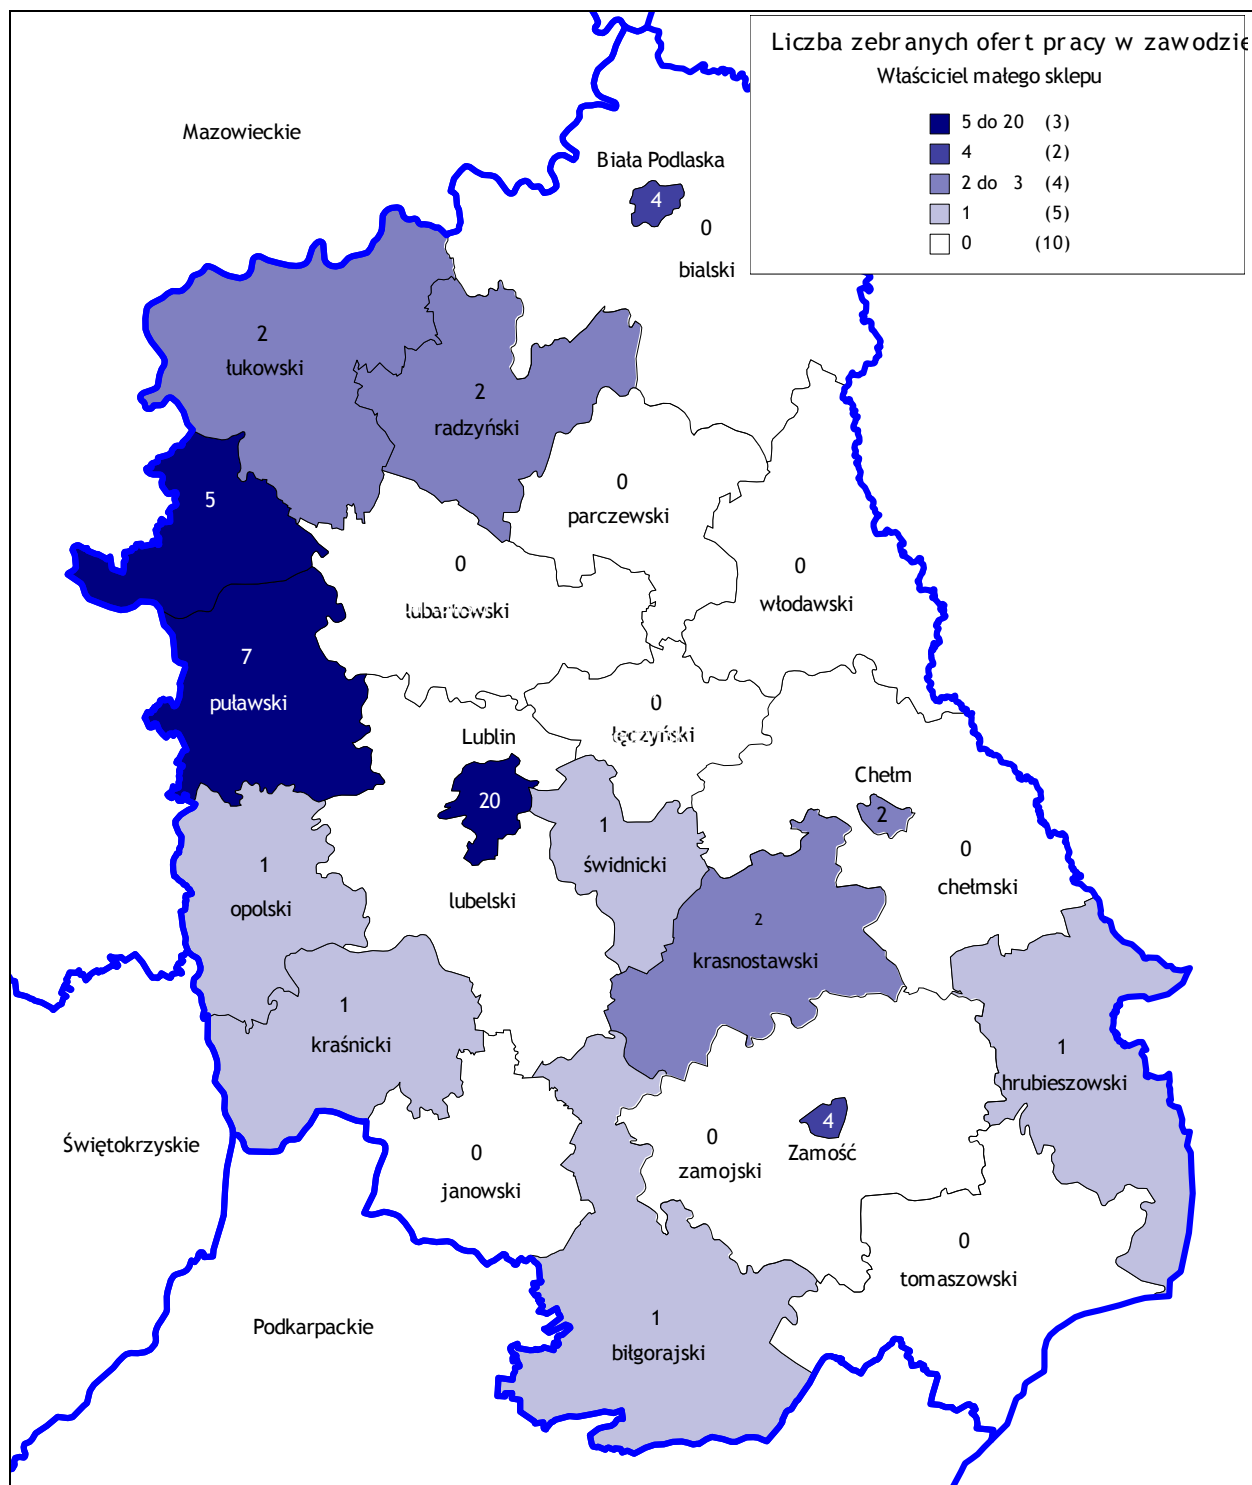 Liczba zebranych ofert pracy w zawodzie
Właściciel małego sklepu
5 do 20 (3)
4 (2)
2 do 3 (4)
1 (5)
0 (10)
Mazowieckie
Biała Podlaska
4
0
bialski
2
łukowski
2
radzyński
0
parczewski
5
0
lubartowski
0
włodawski
7
puławski
0
łęczyński
Lublin
20
Chełm
2
0
chełmski
1
świdnicki
1
opolski
lubelski
2
krasnostawski
1
kraśnicki
1
hrubieszowski
Świętokrzyskie
0
janowski
0
zamojski
4
Zamość
0
tomaszowski
Podkarpackie
1
biłgorajski